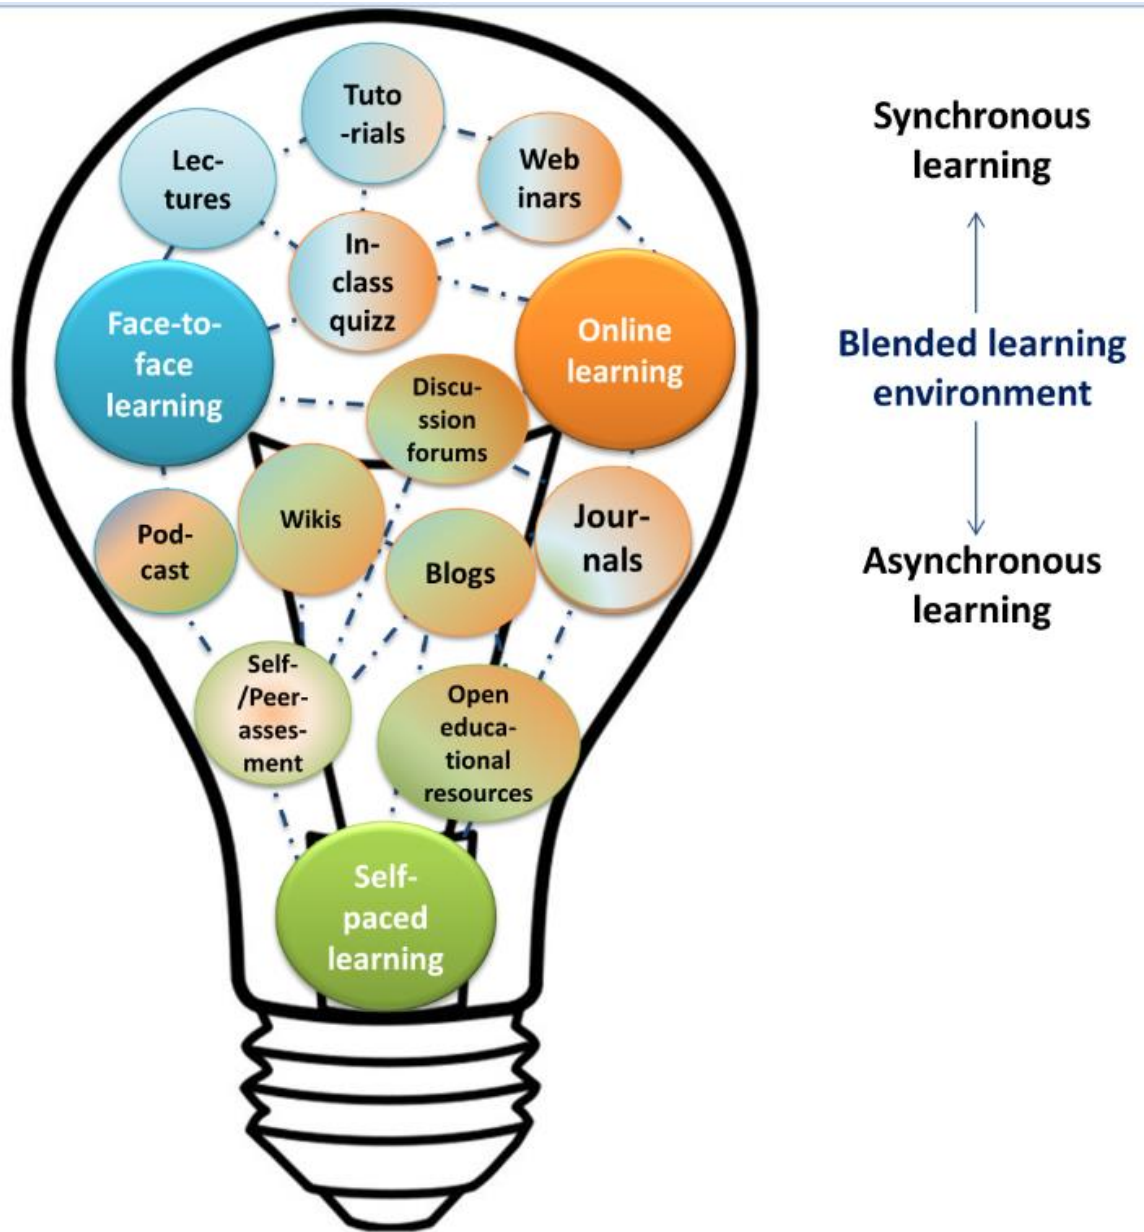 Tuto
-rials
Lec-
tures
Web
inars
In-
class
quizz
Face-to-
face
learning
Online
learning
Discu-
ssion
forums
Pod-
cast
Wikis
Blogs
Jour-
nals
Self-
/Peer-
asses-
ment
Open
educa-
tional
resources
Self-
paced
learning
Synchronous
learning
Blended learning
environment
Asynchronous
learning